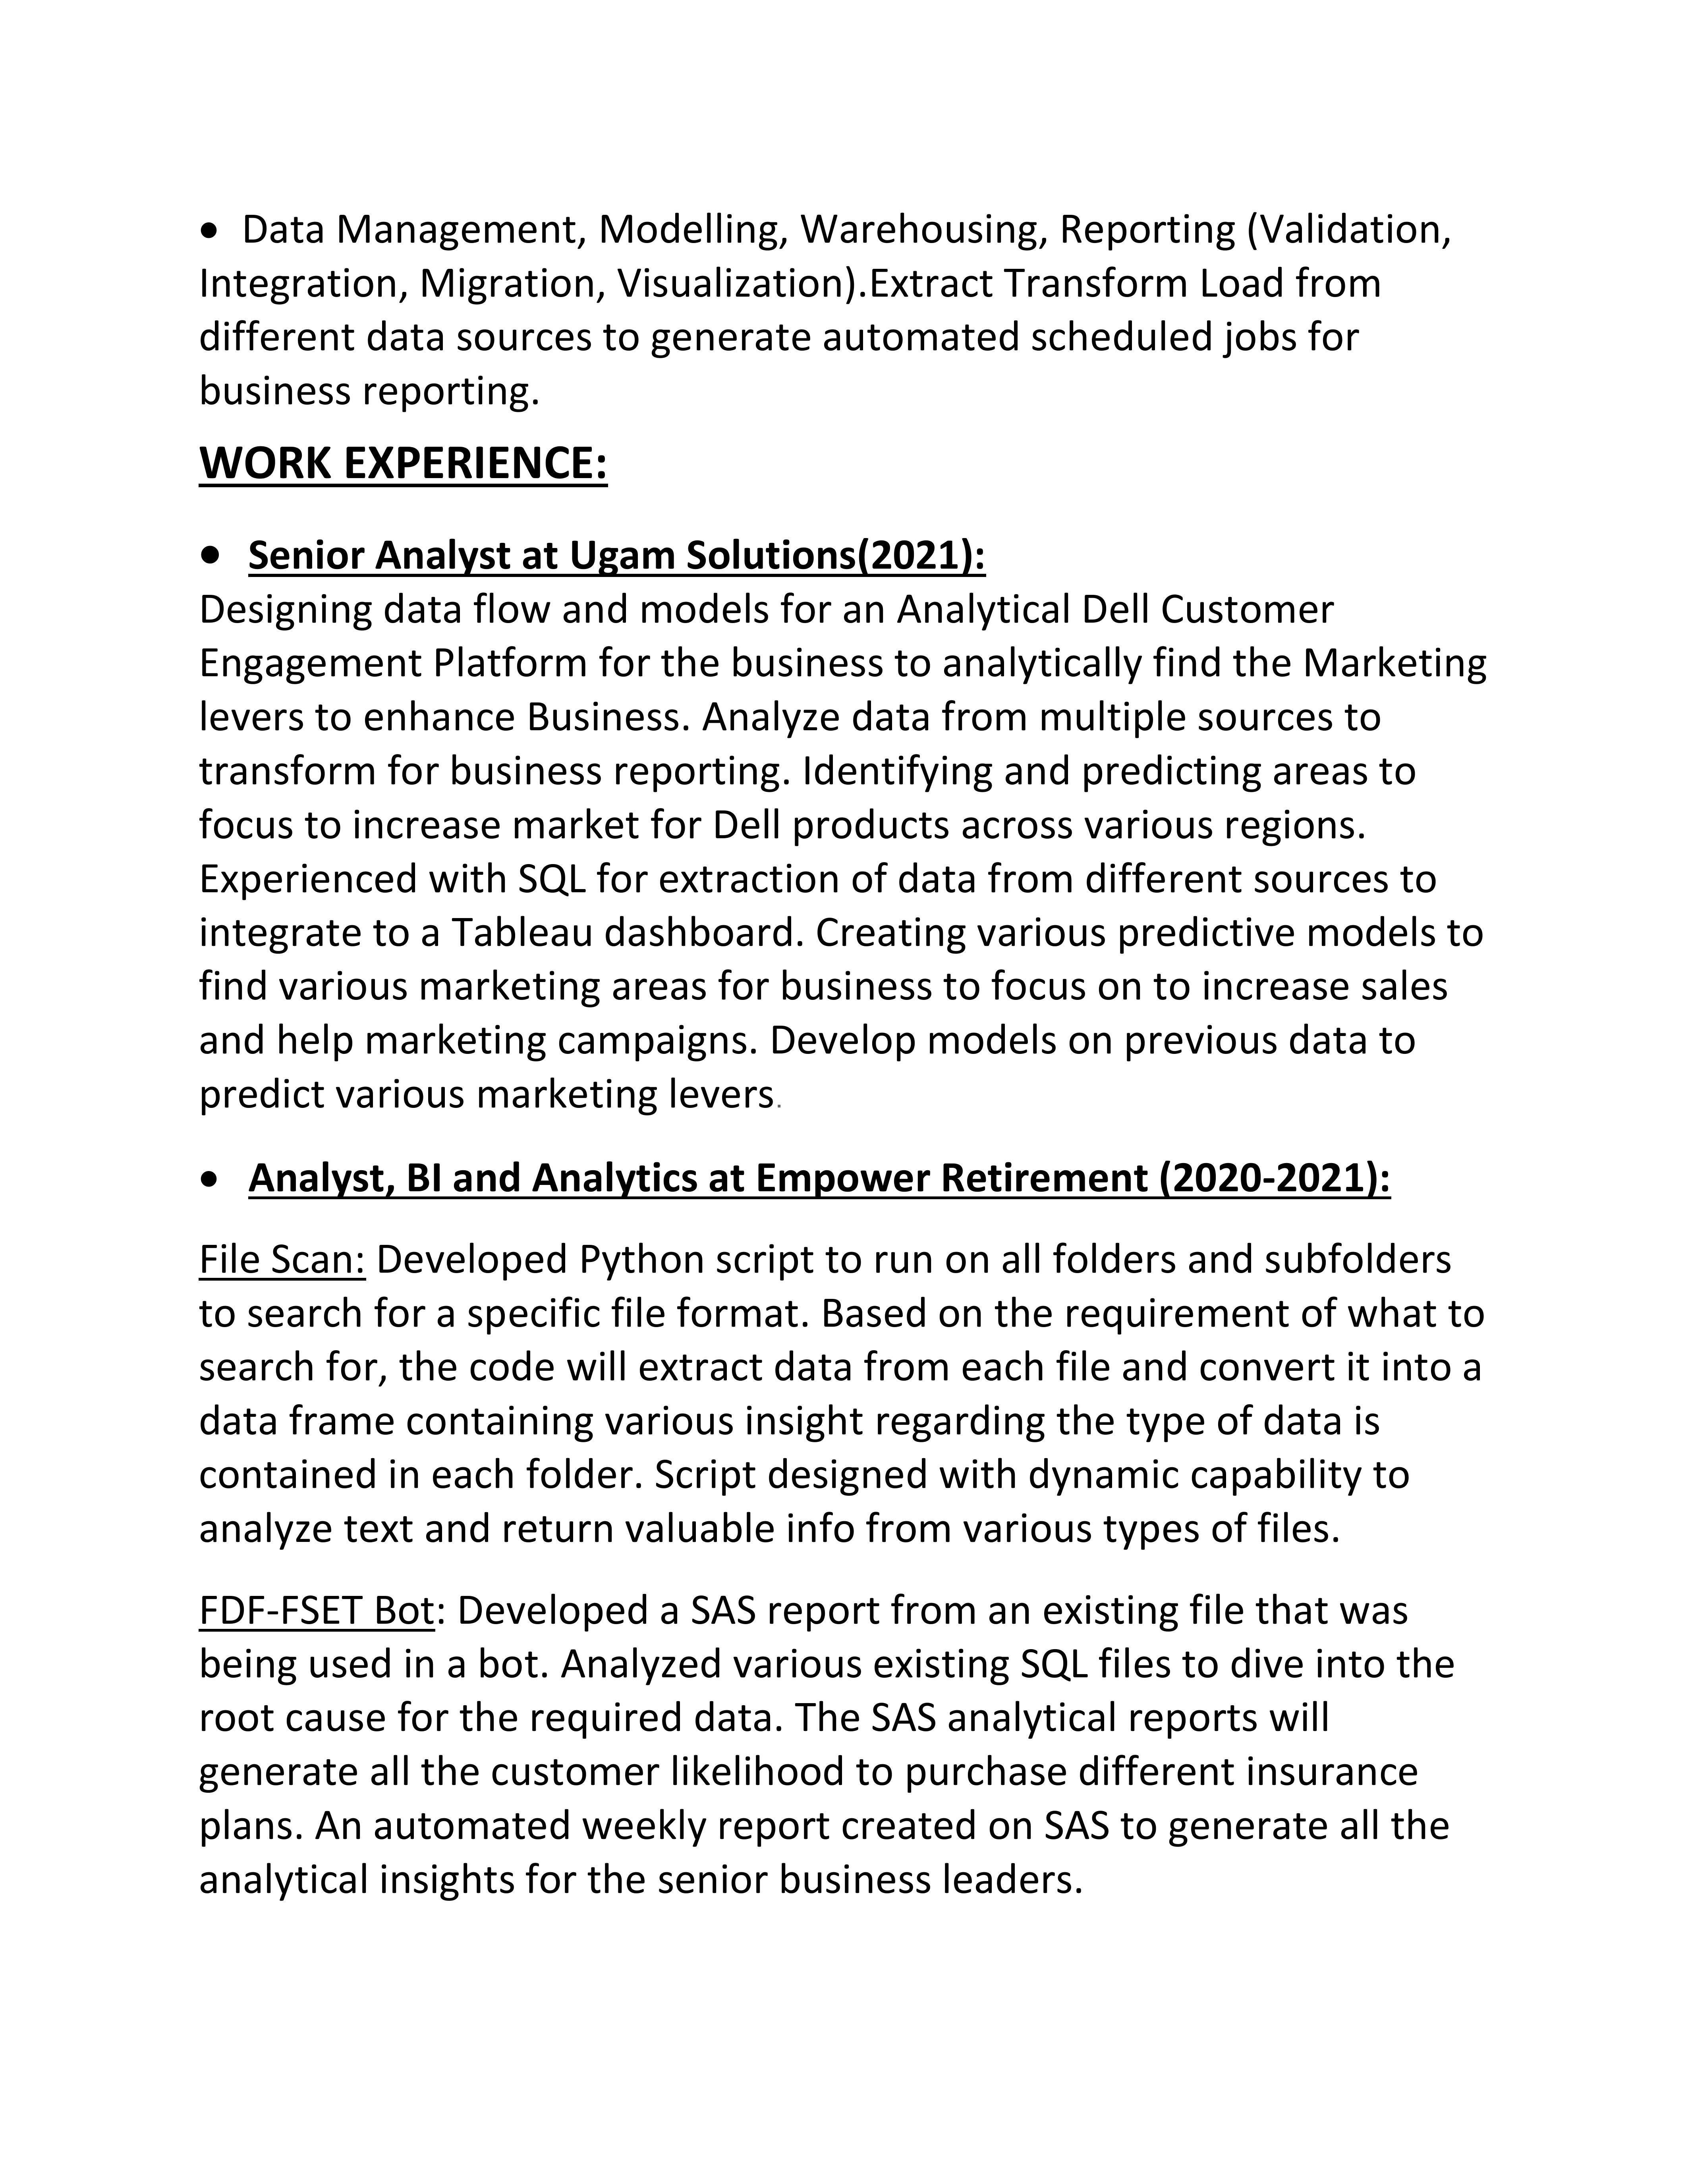 • Data Management, Modelling, Warehousing, Reporting (Validation,
Integration, Migration, Visualization).Extract Transform Load from
different data sources to generate automated scheduled jobs for
business reporting.
WORK EXPERIENCE:
• Senior Analyst at Ugam Solutions(2021):
Designing data flow and models for an Analytical Dell Customer
Engagement Platform for the business to analytically find the Marketing
levers to enhance Business. Analyze data from multiple sources to
transform for business reporting. Identifying and predicting areas to
focus to increase market for Dell products across various regions.
Experienced with SQL for extraction of data from different sources to
integrate to a Tableau dashboard. Creating various predictive models to
find various marketing areas for business to focus on to increase sales
and help marketing campaigns. Develop models on previous data to
predict various marketing levers.
• Analyst, BI and Analytics at Empower Retirement (2020-2021):
File Scan: Developed Python script to run on all folders and subfolders
to search for a specific file format. Based on the requirement of what to
search for, the code will extract data from each file and convert it into a
data frame containing various insight regarding the type of data is
contained in each folder. Script designed with dynamic capability to
analyze text and return valuable info from various types of files.
FDF-FSET Bot: Developed a SAS report from an existing file that was
being used in a bot. Analyzed various existing SQL files to dive into the
root cause for the required data. The SAS analytical reports will
generate all the customer likelihood to purchase different insurance
plans. An automated weekly report created on SAS to generate all the
analytical insights for the senior business leaders.